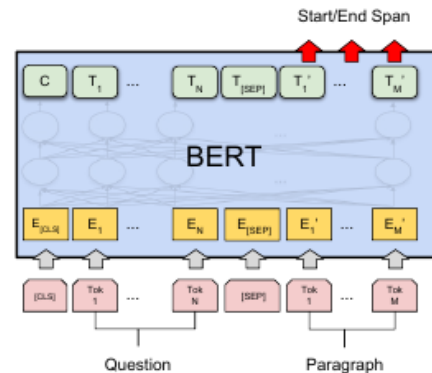 Start/End Span
C T1 ... TN T[SEP] T1' ... TM'
...
BERT
...
E[CLS] E1 ... EN E[SEP] E1' ... EM'
[CLS] Tok 1 ... Tok N [SEP] Tok 1 ... Tok M
Question Paragraph